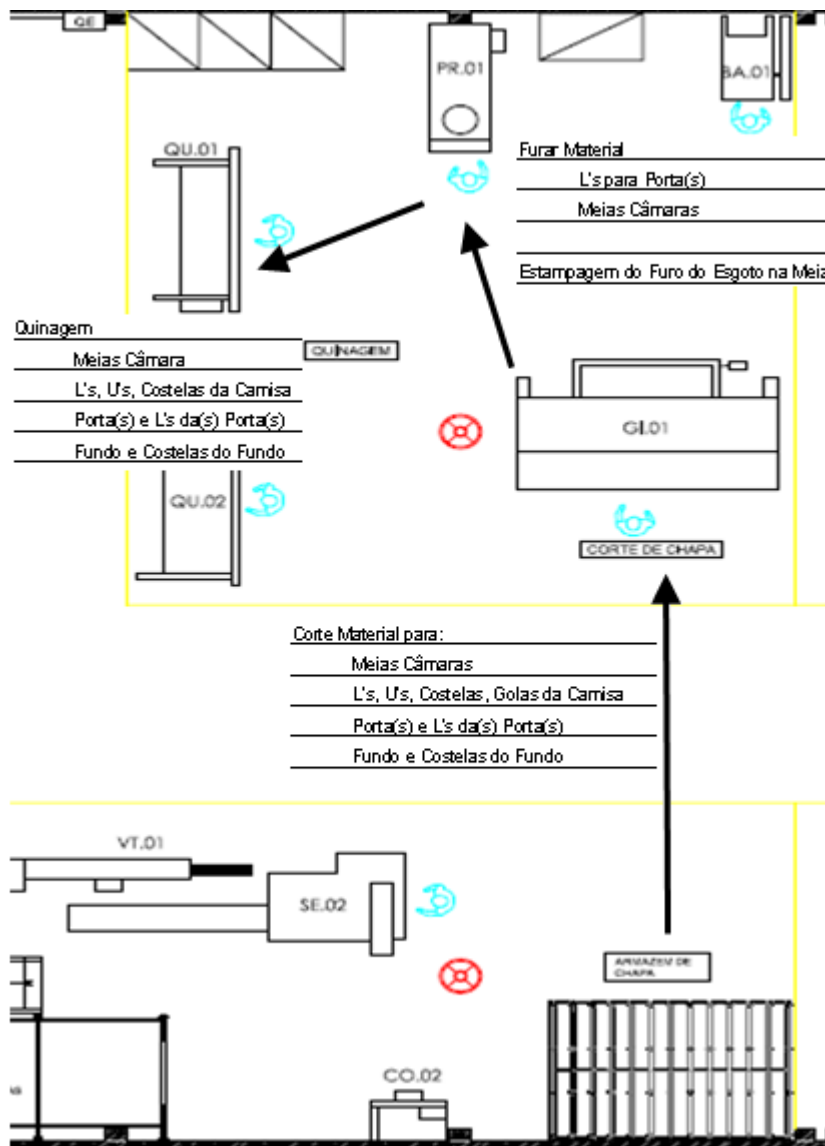 QE
PR.01
BA.01
QU.01
Furar Material
L's para Porta(s)
Meias Câmaras
Estampagem do Furo do Esgoto na Meia
Quinagem
Meias Câmara
L's, U's, Costelas da Camisa
Porta(s) e L's da(s) Porta(s)
Fundo e Costelas do Fundo
QUINAGEM
GI.01
QU.02
CORTE DE CHAPA
Corte Material para:
Meias Câmaras
L's, U's, Costelas, Golas da Camisa
Porta(s) e L's da(s) Porta(s)
Fundo e Costelas do Fundo
VT.01
SE.02
ARMAZEM DE
CHAPA
CO.02